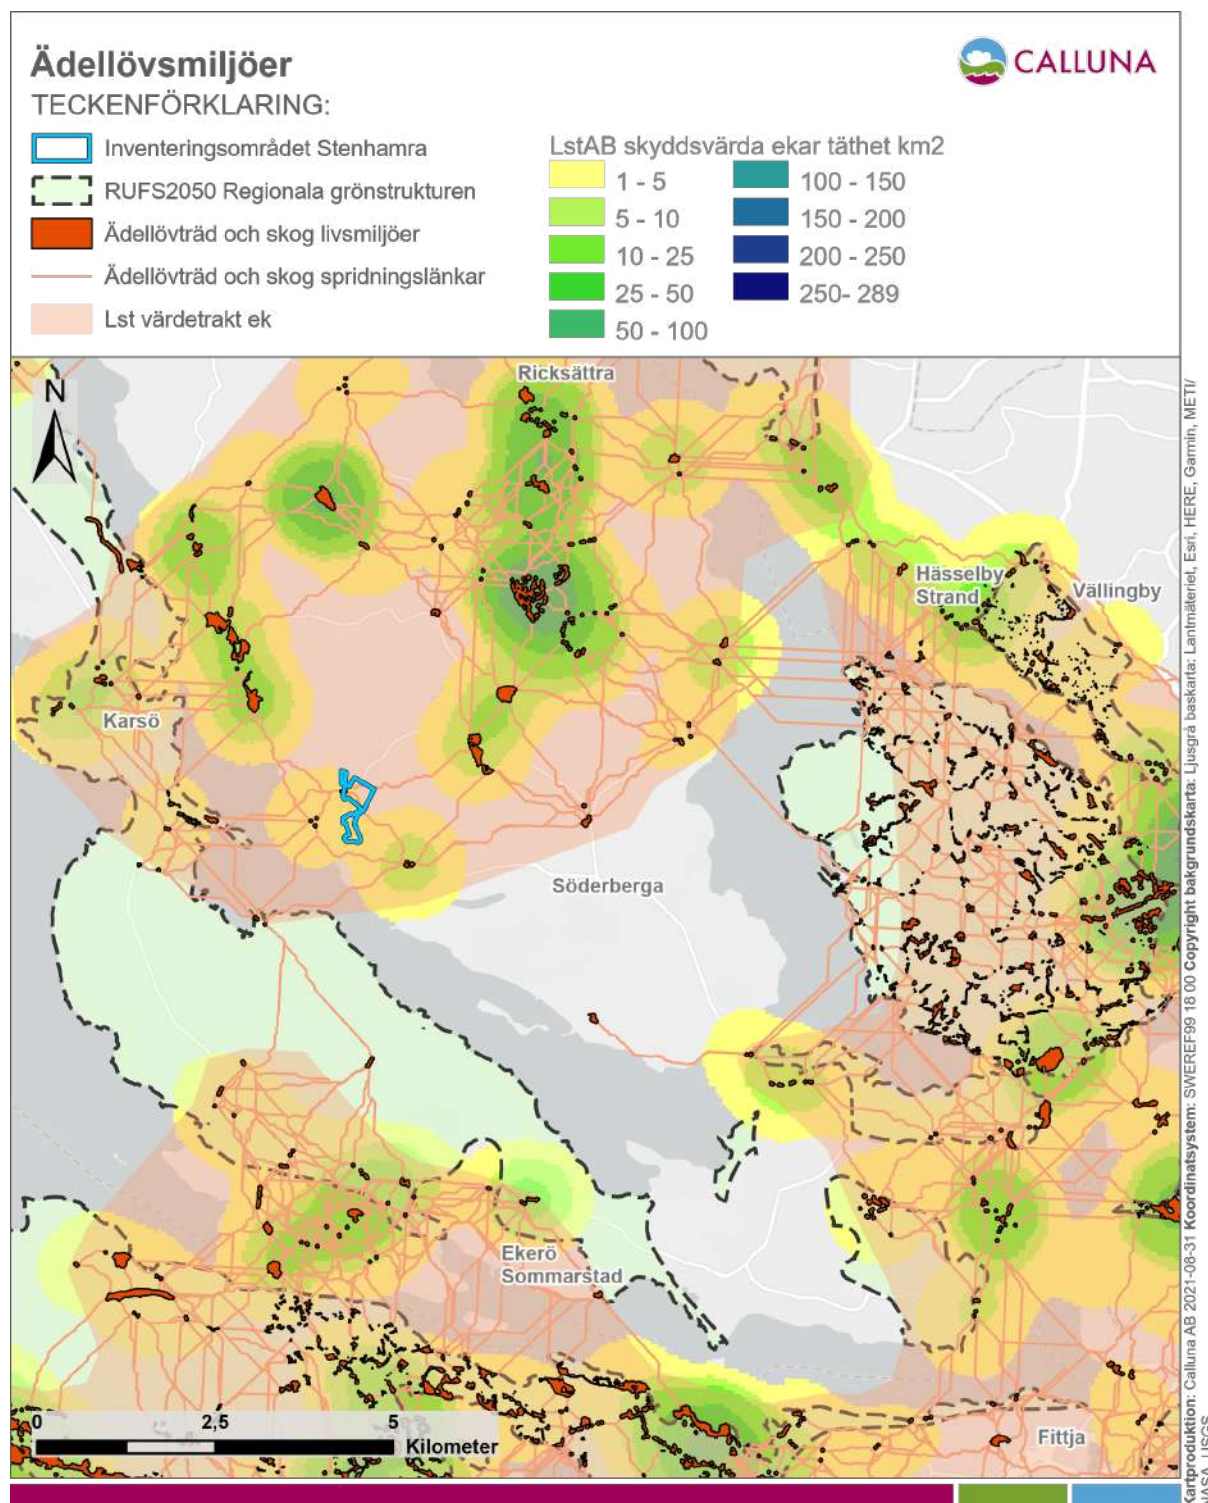 Ädellövsmiljöer
CALLUNA
TECKENFÖRKLARING:
Inventeringsområdet Stenhamra
RUFS2050 Regionala grönstrukturen
Ädellövträd och skog livsmiljöer
Ädellövträd och skog spridningslänkar
Lst värdetrakt ek
LstAB skyddsvärda ekar täthet km2
1 - 5
5 - 10
10 - 25
25 - 50
50 - 100
100 - 150
150 - 200
200 - 250
250- 289
N
Ricksättra
Hässelby
Strand
Vällingby
Karsö
Söderberga
Ekerö
Sommarstad
Fittja
0 2,5 5
Kilometer
Kartproduktion: Calluna AB 2021-08-31 Koordinatsystem: SWEREF99 18 00 Copyright bakgrundskarta: Ljusgrå baskarta: Lantmäteriet, Esri, HERE, Garmin, METI/
NASA, USGS